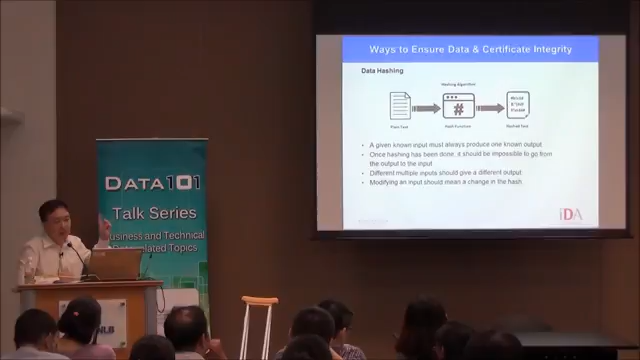 Ways to Ensure Data & Certificate Integrity
Data Hashing
Hashing Algorithm
#
Plain Text
Hash Function
Hashed Text
• A given known input must always produce one known output
• Once hashing has been done, it should be impossible to go from
the output to the input
• Different multiple inputs should give a different output
• Modifying an input should mean a change in the hash
iDA
DATA101
Talk Series
Business and Technical
Related Topics
NLB